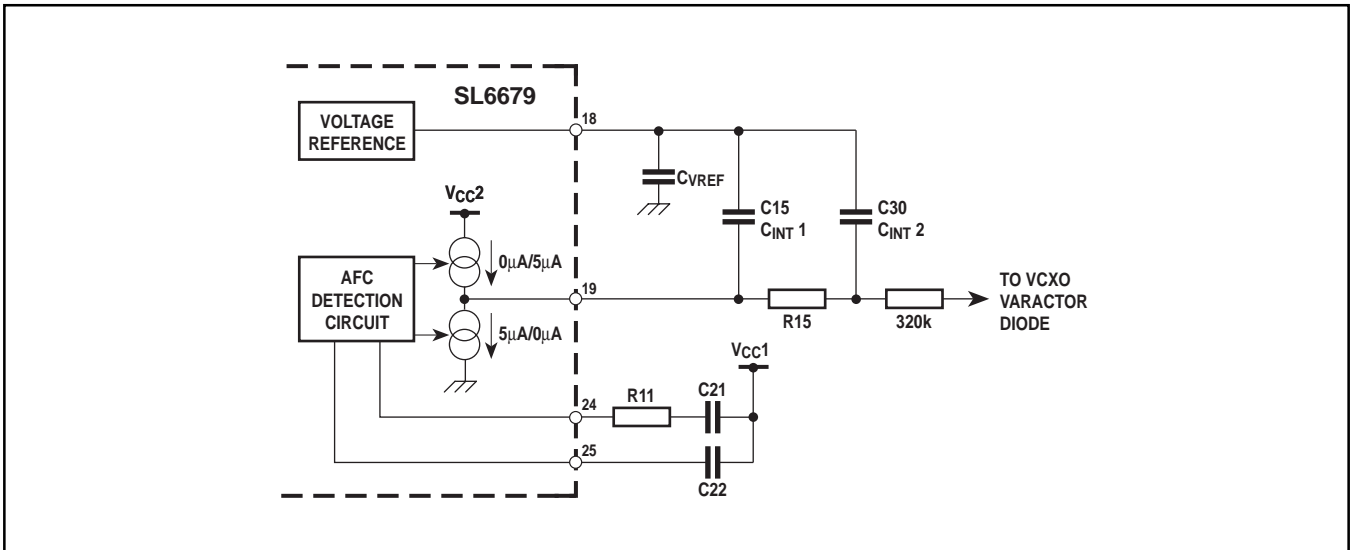 SL6679
VOLTAGE
REFERENCE
18
CVREF
C15
CINT 1
C30
CINT 2
VCC2
0µA/5µA
AFC
DETECTION
CIRCUIT
19
5µA/0µA
R15
320k
TO VCXO
VARACTOR
DIODE
VCC1
24
R11
C21
25
C22